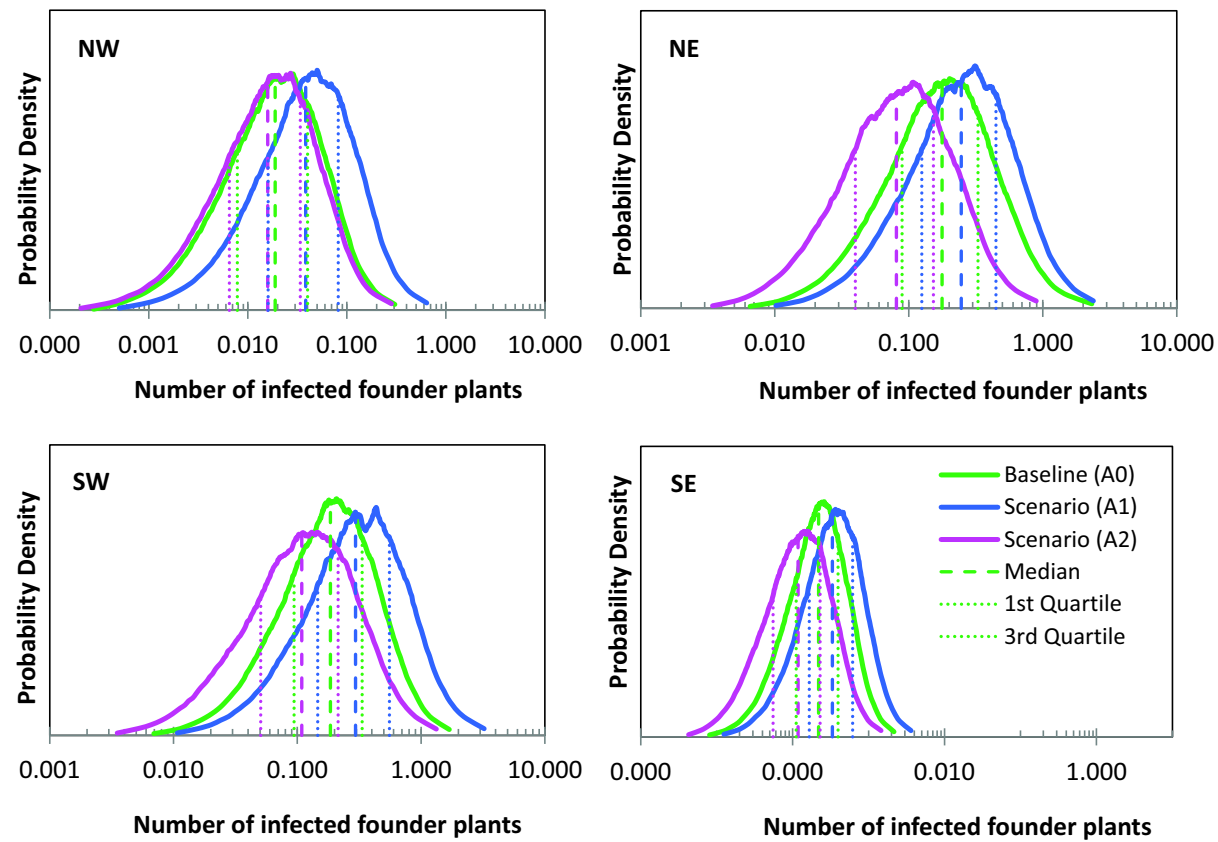 NW
Probability Density
0.000 0.001 0.010 0.100 1.000 10.000
Number of infected founder plants
NE
Probability Density
0.001 0.010 0.100 1.000 10.000
Number of infected founder plants
SW
Probability Density
0.001 0.010 0.100 1.000 10.000
Number of infected founder plants
SE
Probability Density
Baseline (A0)
Scenario (A1)
Scenario (A2)
Median
1st Quartile
3rd Quartile
0.000 0.000 0.010 1.000
Number of infected founder plants